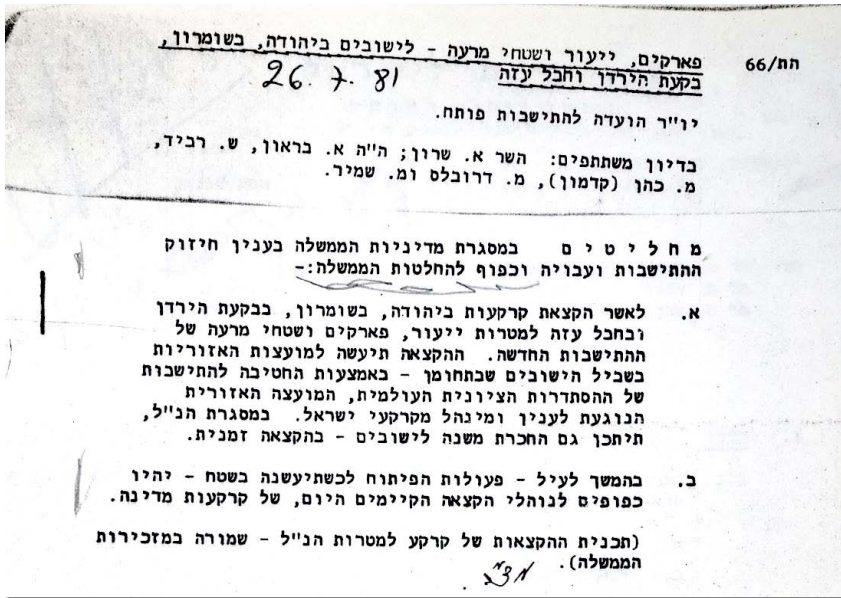 הת/66 פארקים, ייעור ושטחי מרעה - לישובים ביהודה, בשומרון,
בקעת הירדן וחבל עזה
26.7.81
יו"ר הועדה להתישבות פותח.
בדיון משתתפים: השר א. שרון; ה"ה א. בראון, ש. רביד,
מ. כהן (קדמון), מ. דרובלס ומ. שמיר.
מ ח ל י ט י ם במסגרת מדיניות הממשלה בענין חיזוק
ההתישבות ועבויה וכפוף להחלטות הממשלה:-
א. לאשר הקצאת קרקעות ביהודה, בשומרון, בבקעת הירדן
ובחבל עזה למטרות ייעור, פארקים ושטחי מרעה של
ההתישבות החדשה. ההקצאה תיעשה למועצות האזוריות
בשביל הישובים שבתחומן - באמצעות החטיבה להתישבות
של ההסתדרות הציונית העולמית, המועצה האזורית
הנוגעת לענין ומינהל מקרקעי ישראל. במסגרת הנ"ל,
תיתכן גם החכרת משנה לישובים - בהקצאה זמנית.
ב. בהמשך לעיל - פעולות הפיתוח לכשתיעשנה בשטח - יהיו
כפופים לנוהלי הקצאה הקיימים היום, של קרקעות מדינה.
(תכנית ההקצאות של קרקע למטרות הנ"ל - שמורה במזכירות
הממשלה).